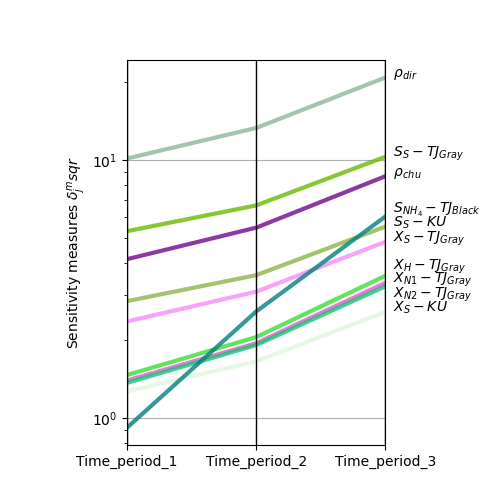 ρ_dir
10^1
S_S − TJ_Gray
ρ_chu
S_NH_4 − TJ_Black
S_S − KU
X_S − TJ_Gray
X_H − TJ_Gray
X_N1 − TJ_Gray
X_N2 − TJ_Gray
X_S − KU
10^0
Sensitivity measures δ_j^m sqr
Time_period_1 Time_period_2 Time_period_3